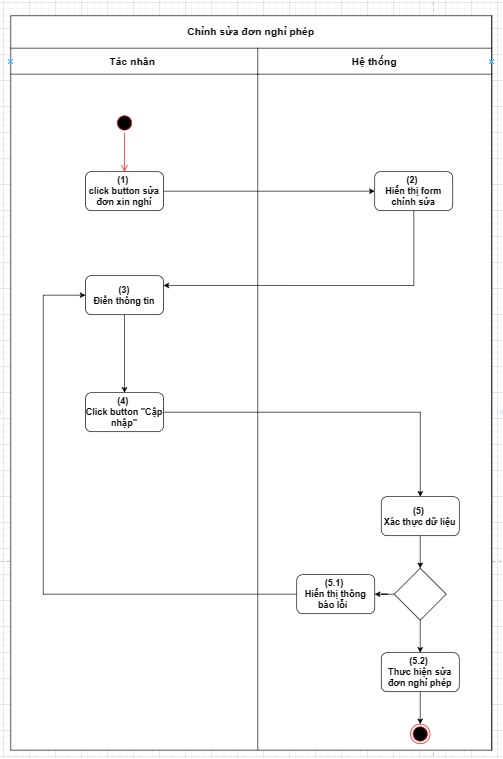 Chỉnh sửa đơn nghỉ phép
Tác nhân
Hệ thống
(1)
click button sửa
đơn xin nghỉ
(2)
Hiển thị form
chỉnh sửa
(3)
Điền thông tin
(4)
Click button "Cập
nhập"
(5)
Xác thực dữ liệu
(5.1)
Hiển thị thông
báo lỗi
(5.2)
Thực hiện sửa
đơn nghỉ phép